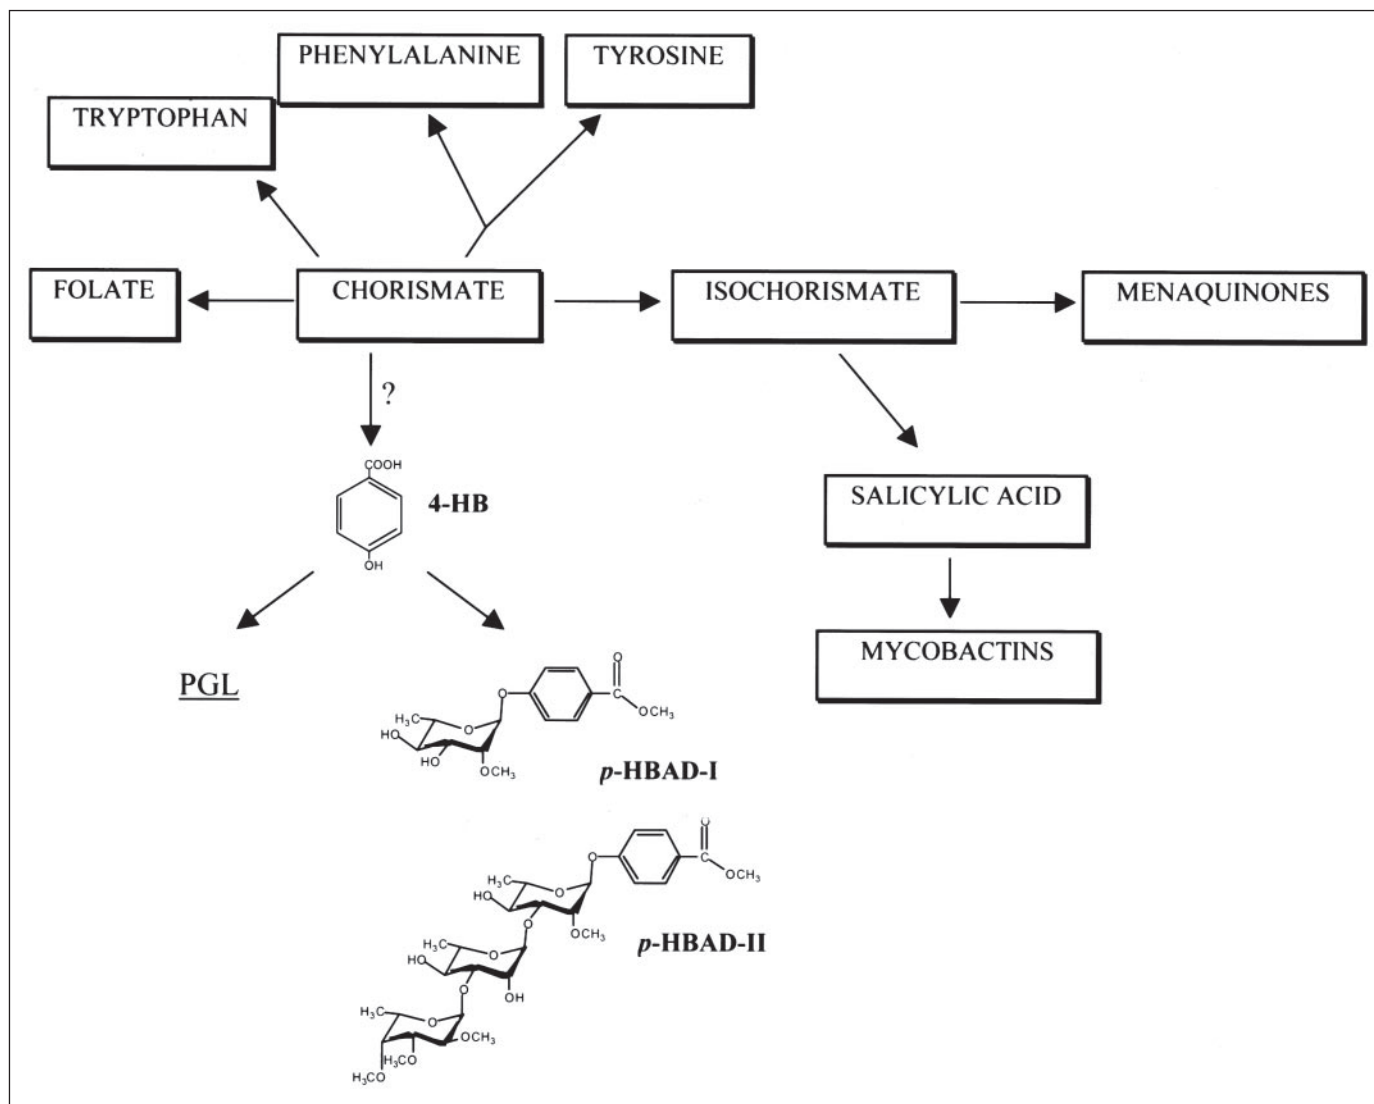 PHENYLALANINE
TYROSINE
TRYPTOPHAN
FOLATE
CHORISMATE
ISOCHORISMATE
MENAQUINONES
?
COOH
4-HB
OH
SALICYLIC ACID
MYCOBACTINS
PGL
O
C
OCH₃
O
H₃C
O
HO
HO
OCH₃
p-HBAD-I
O
C
OCH₃
O
H₃C
O
HO
O
OCH₃
p-HBAD-II
H₃C
O
HO
O
OH
H₃C
O
OCH₃
H₃CO
H₃CO